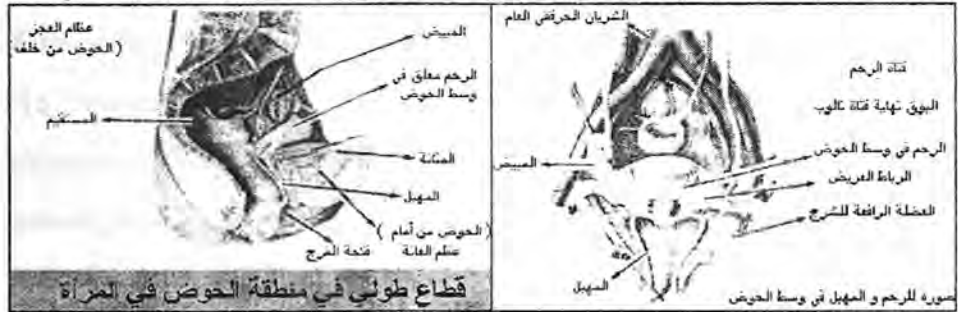 الشريان الحرقفي العام
قناة الرحم
البوق نهاية قناة فالوب
الرحم في وسط الحوض
المبيض
الرباط العريض
العضلة الرافعة للشرج
المهبل
صورة للرحم و المهبل في وسط الحوض
عظام العجز
(الحوض من خلف)
المبيض
الرحم معلق في
وسط الحوض
المستقيم
المثانة
المهبل
(الحوض من أمام)
عظم العانة
فتحة الفرج
قطاع طولي في منطقة الحوض في المرأة